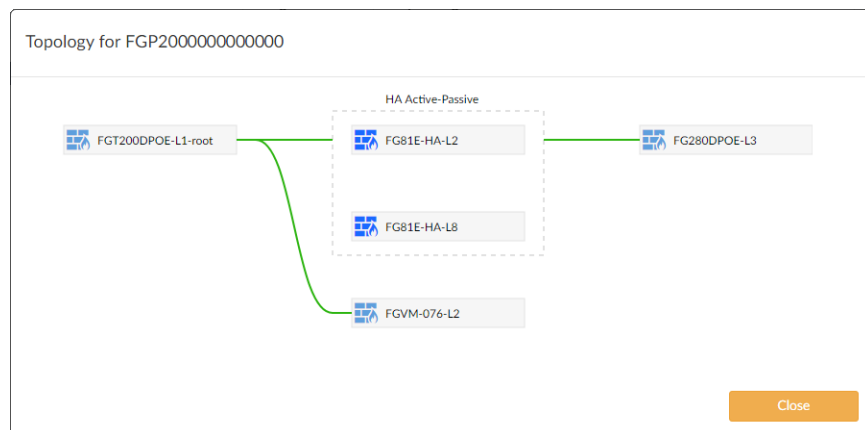 Topology for FGP2000000000000
HA Active-Passive
FGT200DPOE-L1-root
FG81E-HA-L2
FG280DPOE-L3
FG81E-HA-L8
FGVM-076-L2
Close